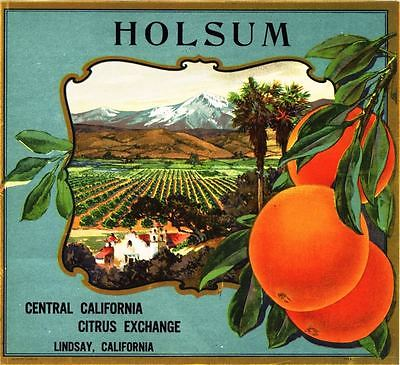 HOLSUM
CENTRAL CALIFORNIA
CITRUS EXCHANGE
LINDSAY, CALIFORNIA